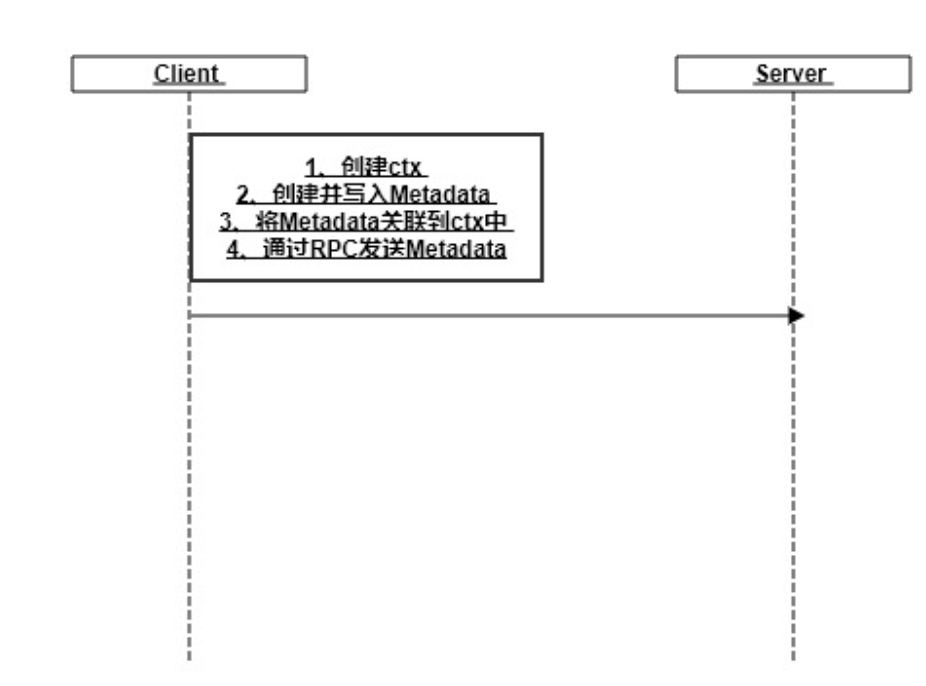 Client
Server
1、创建ctx
2、创建并写入Metadata
3、将Metadata关联到ctx中
4、通过RPC发送Metadata